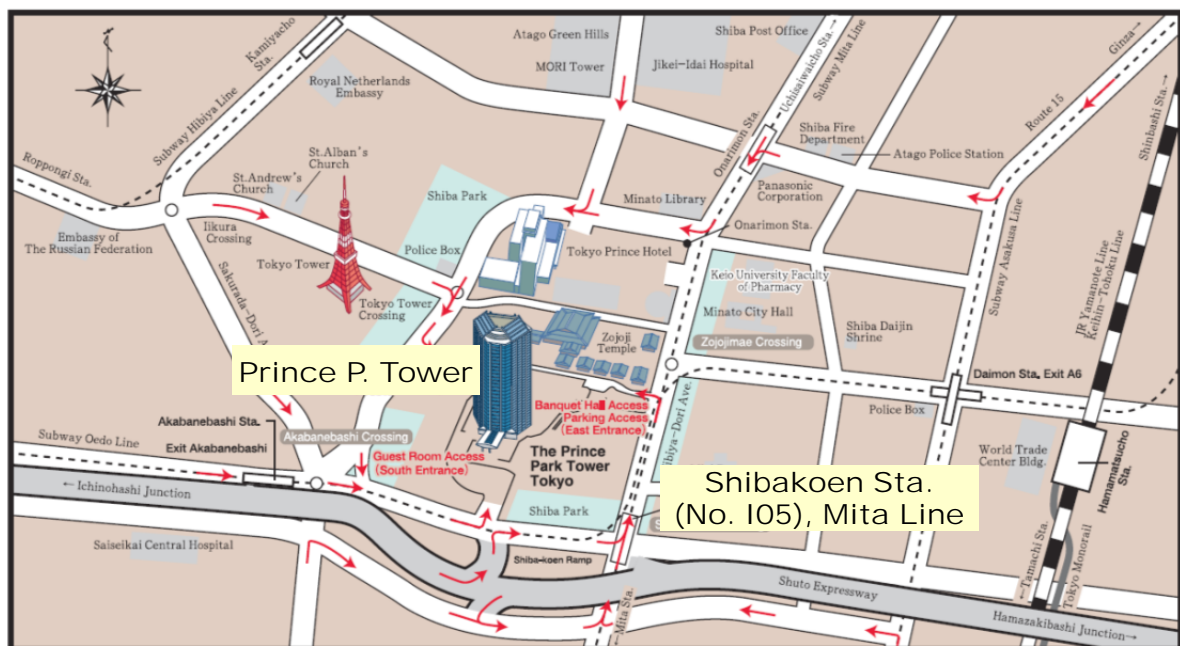 Kamiyacho
Sta.
Atago Green Hills
MORI Tower
Shiba Post Office
Jikei-Idai Hospital
Uchisaiwaicho Sta.→
Subway Mita Line
Ginza→
Route 15
Shinbashi Sta.→
Royal Netherlands
Embassy
Subway Hibiya Line
Roppongi Sta.
St.Alban's
Church
St.Andrew's
Church
Shiba Park
Onarimon Sta.
Shiba Fire
Department
Atago Police Station
Panasonic
Corporation
Minato Library
Onarimon Sta.
Embassy of
The Russian Federation
Iikura
Crossing
Tokyo Tower
Police Box
Tokyo Prince Hotel
Keio University Faculty
of Pharmacy
Subway Asakusa Line
JR Yamanote Line
Keihin-Tohoku Line
Sakurada-Dori
Tokyo Tower
Crossing
Minato City Hall
Shiba Daijin
Shrine
Zojoji
Temple
Zojojimae Crossing
Prince P. Tower
Daimon Sta. Exit A6
Banquet Hall Access
Parking Access
(East Entrance)
Police Box
Akabanebashi Sta.
Exit Akabanebashi
Akabanebashi Crossing
Subway Oedo Line
Guest Room Access
(South Entrance)
The Prince
Park Tower
Tokyo
World Trade
Center Bldg.
Hamamatsucho
Sta.
Shibakoen Sta.
(No. I05), Mita Line
← Ichinohashi Junction
Shiba Park
Saiseikai Central Hospital
Shiba-koen Ramp
Shuto Expressway
←Mita Sta.
←Tamachi Sta.
Tokyo Monorail
Hamazakibashi Junction→